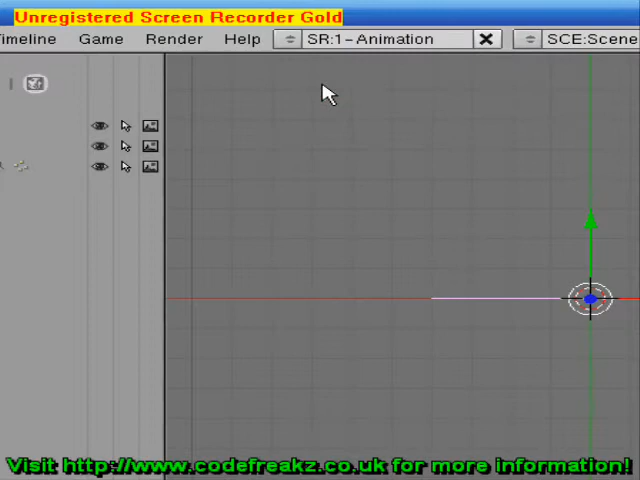 Unregistered Screen Recorder Gold
imeline Game Render Help SR:1-Animation SCE:Scene
Visit http://www.codefreakz.co.uk for more information!